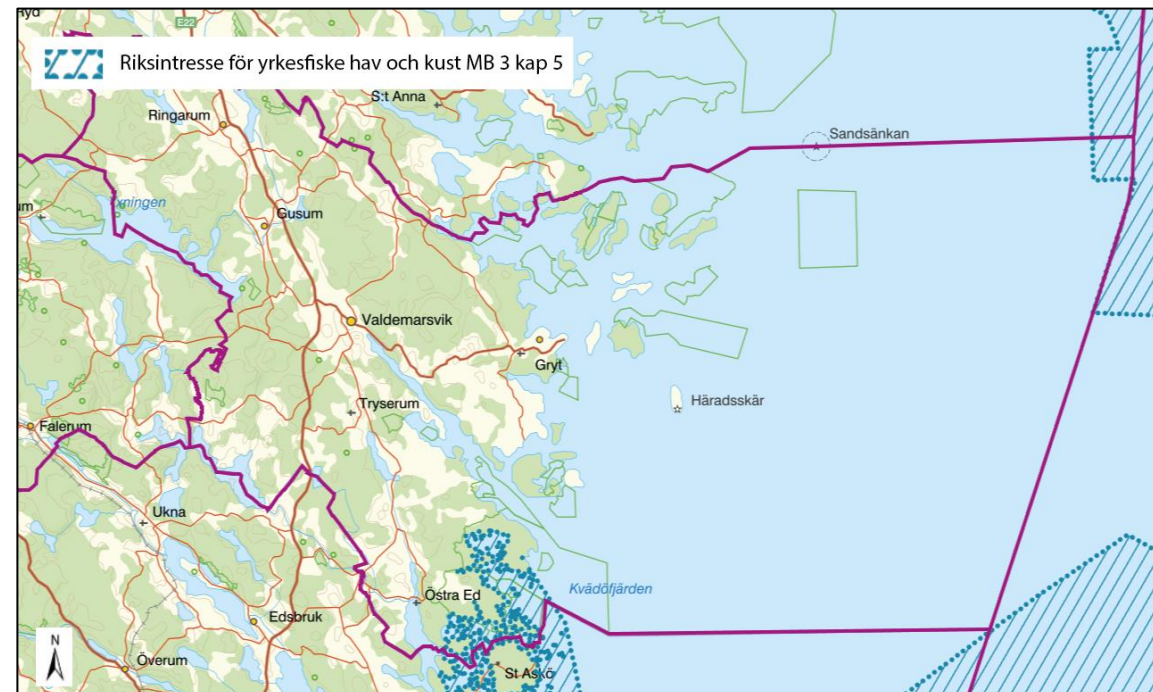 E22
Riksintresse för yrkesfiske hav och kust MB 3 kap 5
S:t Anna
Ringarum
Sandsänkan
Gusum
Valdemarsvik
Gryt
Häradsskär
Tryserum
Falerum
Ukna
Kvädöfjärden
Östra Ed
Edsbruk
N
Överum
St Askö